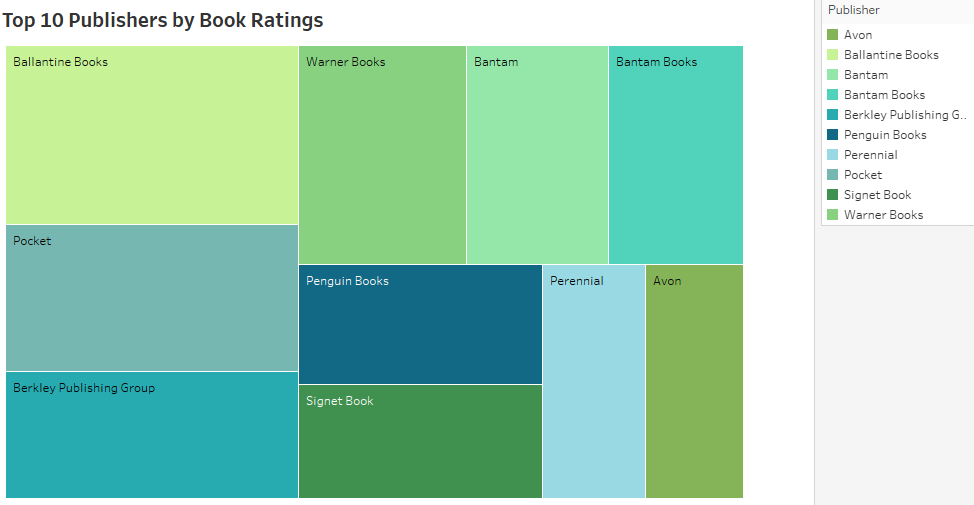 Top 10 Publishers by Book Ratings
Ballantine Books
Warner Books
Bantam
Bantam Books
Pocket
Penguin Books
Perennial
Avon
Berkley Publishing Group
Signet Book
Publisher
Avon
Ballantine Books
Bantam
Bantam Books
Berkley Publishing G..
Penguin Books
Perennial
Pocket
Signet Book
Warner Books